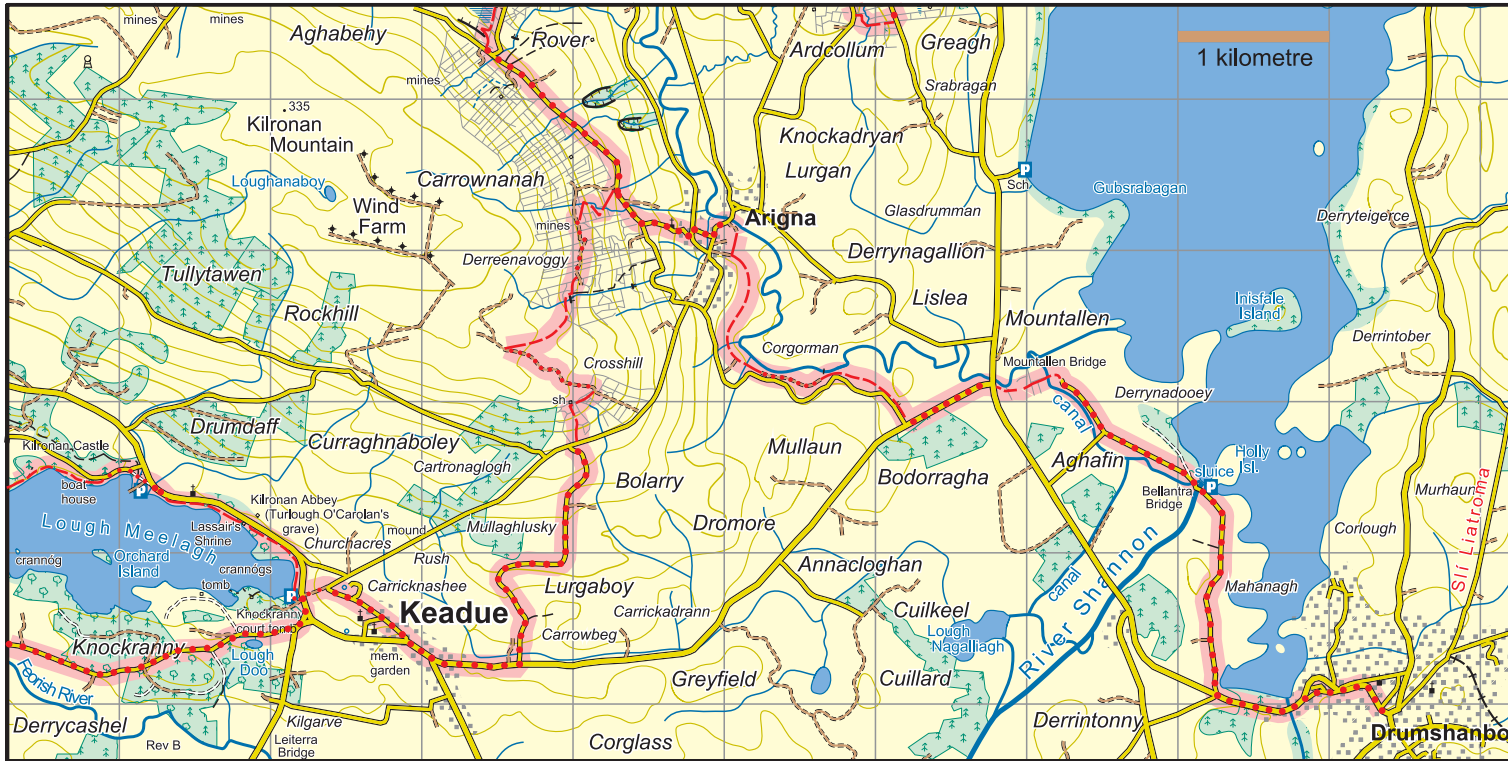 mines
mines
Aghabehy
Rover
Ardcollum
Greagh
1 kilometre
mines
Srabragan
.335
Kilronan
Mountain
Knockadryan
Lurgan
Loughanaboy
Carrownanah
Sch
P
Gubsrabagan
Wind
Farm
mines
Arigna
Glasdrumman
Derryteigerce
Derreenavoggy
Derrynagallion
Tullytawen
Lislea
Inisfale
Island
Rockhill
Mountallen
Derrintober
Crosshill
Corgorman
Mountallen Bridge
sh
Derrynadooey
canal
Drumdaff
Curraghnaboley
Kilronan Castle
Mullaun
Cartronaglogh
Bolarry
Bodorragha
Aghafin
Holly
Isl.
sluice
P
boat
house
P
Kilronan Abbey
(Turlough O'Carolan's
grave)
Bellantra
Bridge
Murhaun
Lough Meelagh
Lassair's
Shrine
mound
Mullaghlusky
Dromore
Corlough
Churchacres
Rush
crannóg
Orchard
Island
crannógs
tomb
Carricknashee
Lurgaboy
Annacloghan
canal
River Shannon
Mahanagh
Sli Liatroma
P
Knockranny
court tomb
Keadue
Carrickadrann
Cuilkeel
Knockranny
Lough
Doo
mem.
garden
Carrowbeg
Lough
Nagalliagh
Feorish River
Greyfield
Cuillard
Derrycashel
Kilgarve
Derrintonny
Rev B
Leiterra
Bridge
Corglass
Drumshanbo